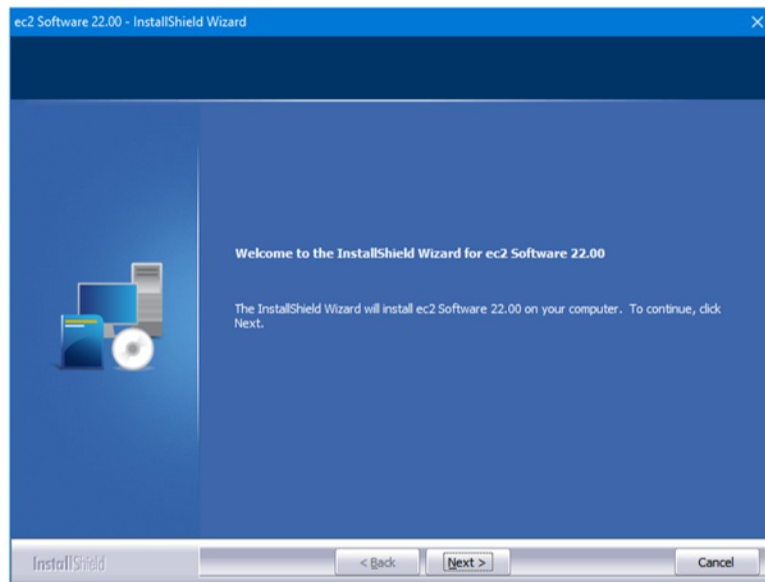 ec2 Software 22.00 - InstallShield Wizard
Welcome to the InstallShield Wizard for ec2 Software 22.00
The InstallShield Wizard will install ec2 Software 22.00 on your computer. To continue, click
Next.
InstallShield
< Back
Next >
Cancel